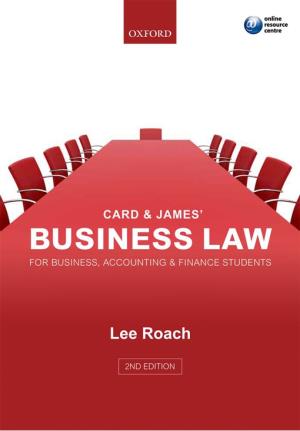 OXFORD
online
resource
centre
CARD & JAMES'
BUSINESS LAW
FOR BUSINESS, ACCOUNTING & FINANCE STUDENTS
Lee Roach
2ND EDITION